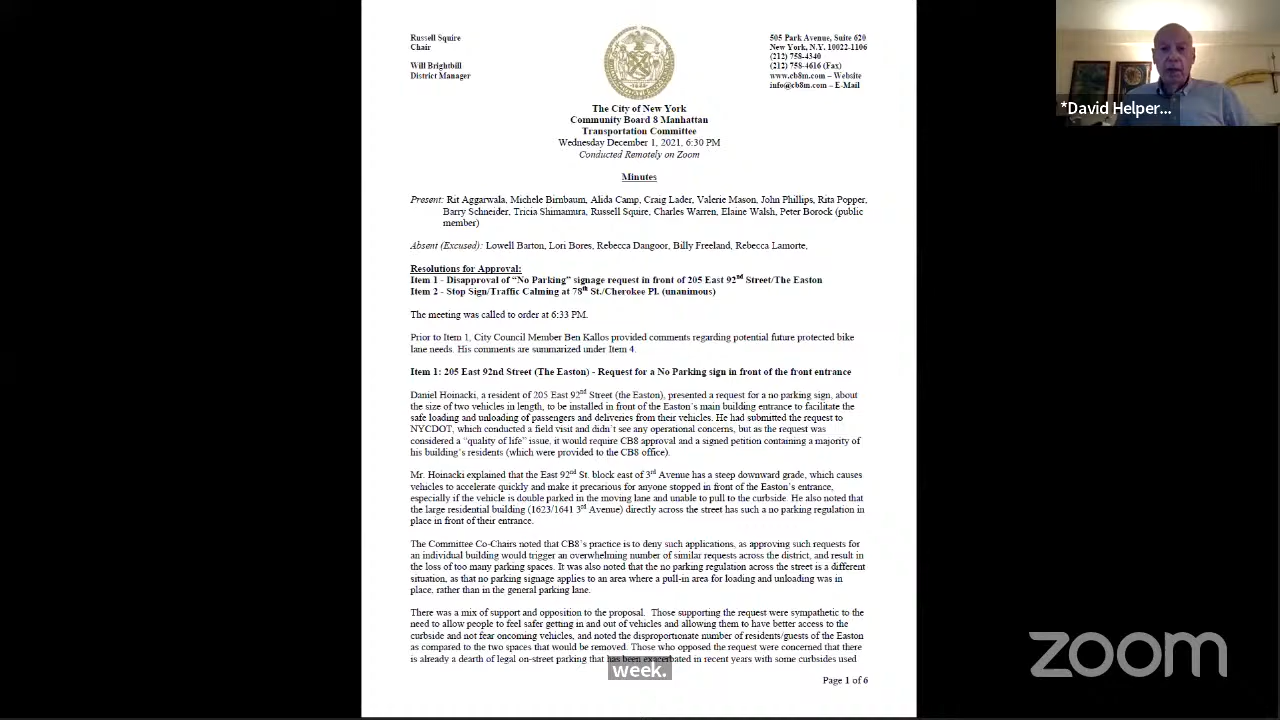 Russell Squire
Chair
Will Brightbill
District Manager
505 Park Avenue, Suite 620
New York, N.Y. 10022-1106
(212) 758-4340
(212) 758-4616 (Fax)
www.cb8m.com – Website
info@cb8m.com – E-Mail
The City of New York
Community Board 8 Manhattan
Transportation Committee
Wednesday December 1, 2021, 6:30 PM
Conducted Remotely on Zoom
Minutes
Present: Rit Aggarwala, Michele Birnbaum, Alida Camp, Craig Lader, Valerie Mason, John Phillips, Rita Popper,
Barry Schneider, Tricia Shimamura, Russell Squire, Charles Warren, Elaine Walsh, Peter Borock (public
member)
Absent (Excused): Lowell Barton, Lori Bores, Rebecca Dangoor, Billy Freeland, Rebecca Lamorte,
Resolutions for Approval:
Item 1 - Disapproval of “No Parking” signage request in front of 205 East 92nd Street/The Easton
Item 2 - Stop Sign/Traffic Calming at 78th St./Cherokee Pl. (unanimous)
The meeting was called to order at 6:33 PM.
Prior to Item 1, City Council Member Ben Kallos provided comments regarding potential future protected bike
lane needs. His comments are summarized under Item 4.
Item 1: 205 East 92nd Street (The Easton) - Request for a No Parking sign in front of the front entrance
Daniel Hoinacki, a resident of 205 East 92nd Street (the Easton), presented a request for a no parking sign, about
the size of two vehicles in length, to be installed in front of the Easton’s main building entrance to facilitate the
safe loading and unloading of passengers and deliveries from their vehicles. He had submitted the request to
NYCDOT, which conducted a field visit and didn’t see any operational concerns, but as the request was
considered a “quality of life” issue, it would require CB8 approval and a signed petition containing a majority of
his building’s residents (which were provided to the CB8 office).
Mr. Hoinacki explained that the East 92nd St. block east of 3rd Avenue has a steep downward grade, which causes
vehicles to accelerate quickly and make it precarious for anyone stopped in front of the Easton’s entrance,
especially if the vehicle is double parked in the moving lane and unable to pull to the curbside. He also noted that
the large residential building (1623/1641 3rd Avenue) directly across the street has such a no parking regulation in
place in front of their entrance.
The Committee Co-Chairs noted that CB8’s practice is to deny such applications, as approving such requests for
an individual building would trigger an overwhelming number of similar requests across the district, and result in
the loss of too many parking spaces. It was also noted that the no parking regulation across the street is a different
situation, as that no parking signage applies to an area where a pull-in area for loading and unloading was in
place, rather than in the general parking lane.
There was a mix of support and opposition to the proposal. Those supporting the request were sympathetic to the
need to allow people to feel safer getting in and out of vehicles and allowing them to have better access to the
curbside and not fear oncoming vehicles, and noted the disproportionate number of residents/guests of the Easton
as compared to the two spaces that would be removed. Those who opposed the request were concerned that there
is already a dearth of legal on-street parking that has been exacerbated in recent years with some curbsides used
week.
Page 1 of 6
*David Helper...
zoom